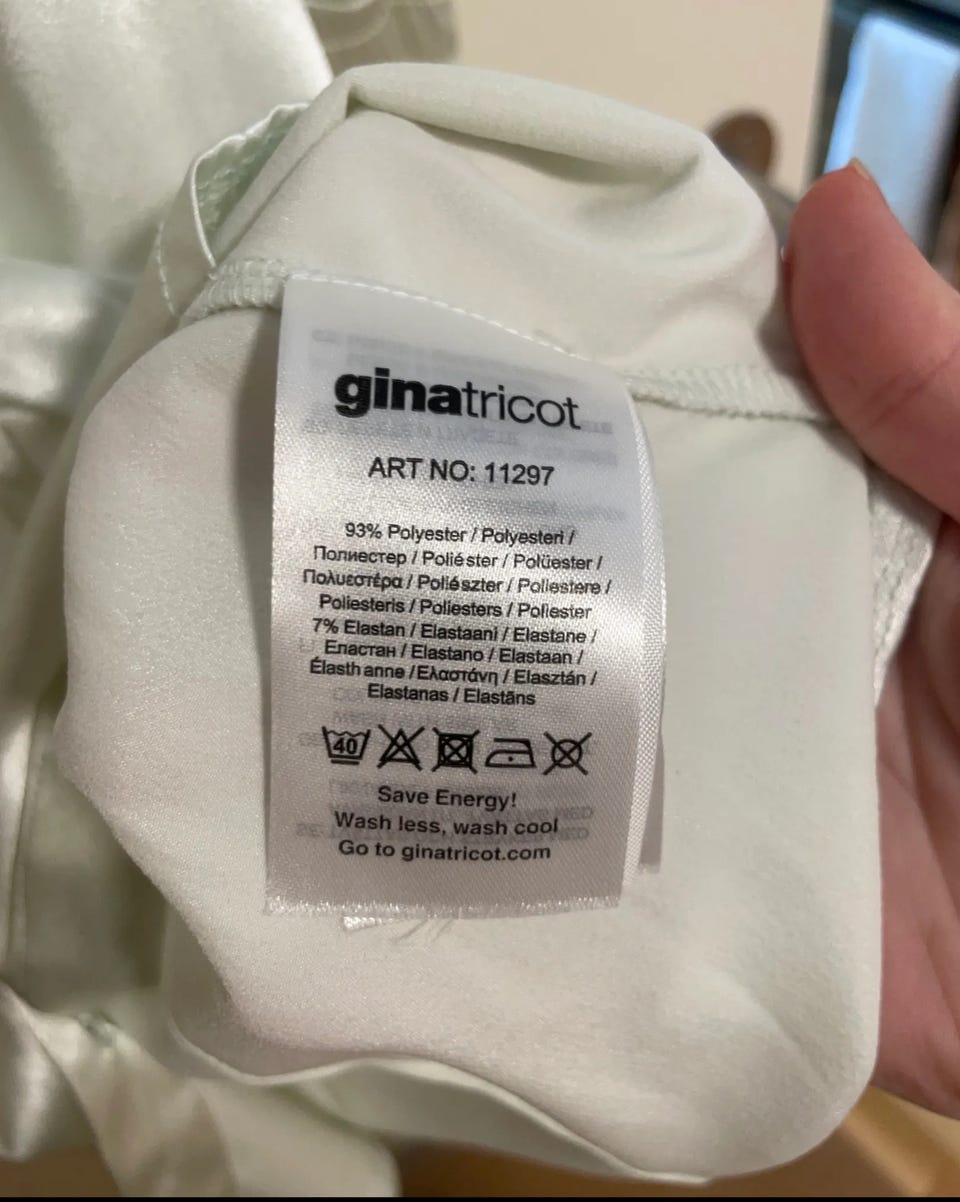 ginatricot
ART NO: 11297
93% Polyester / Polyesteri /
Полиестер / Poliéster / Polüester /
Πολυεστέρα / Poliészter / Poliestere /
Poliesteris / Poliesters / Poliester
7% Elastan / Elastaani / Elastane /
Еластан / Elastano / Elastaan /
Élasthanne / Ελαστάνη / Elasztán /
Elastanas / Elastāns
40
Save Energy!
Wash less, wash cool
Go to ginatricot.com